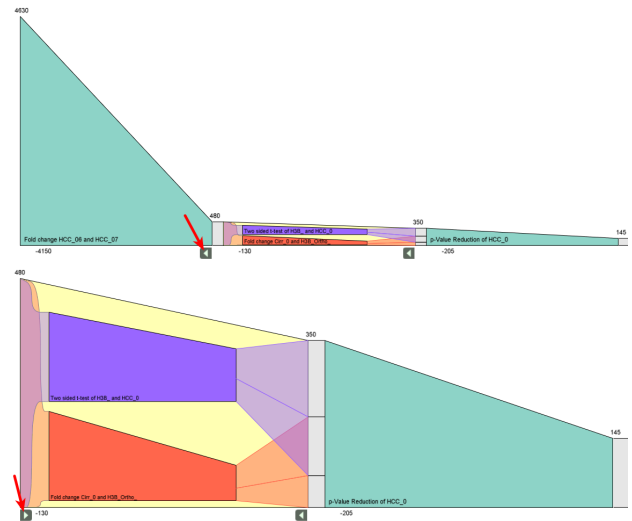 4630
480
350
145
Two sided t-test of H3B_ and HCC_0
Fold change HCC_06 and HCC_07
Fold change Cirr_0 and H3B_Ortho_
p-Value Reduction of HCC_0
-4150
-130
-205
480
350
145
Two sided t-test of H3B_ and HCC_0
Fold change Cirr_0 and H3B_Ortho_
p-Value Reduction of HCC_0
-130
-205